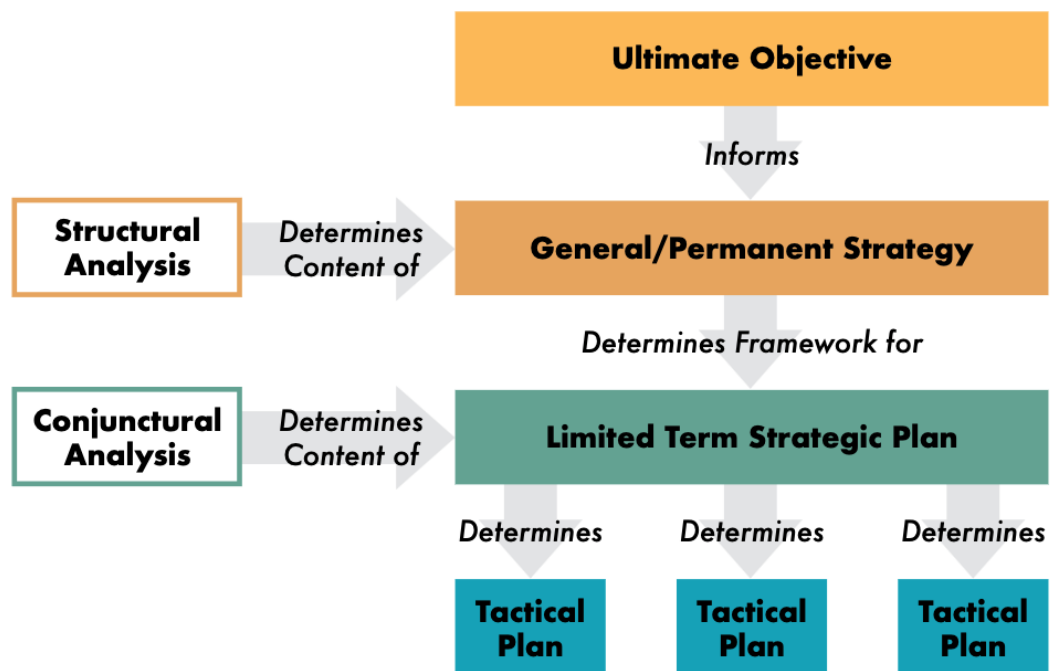 Ultimate Objective
Informs
Structural
Analysis
Determines
Content of
General/Permanent Strategy
Determines Framework for
Conjunctural
Analysis
Determines
Content of
Limited Term Strategic Plan
Determines
Determines
Determines
Tactical
Plan
Tactical
Plan
Tactical
Plan